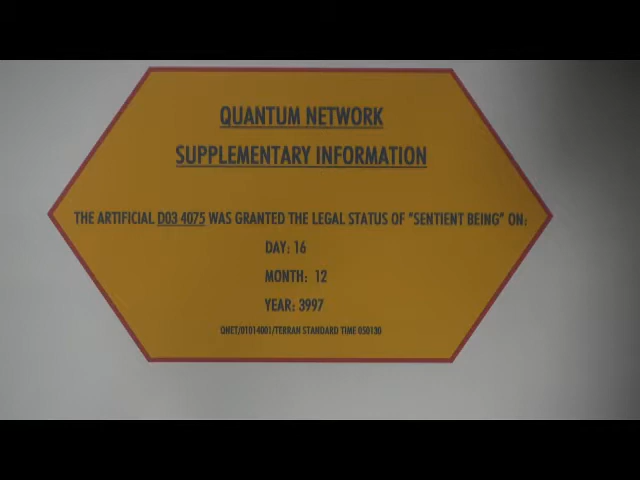 QUANTUM NETWORK
SUPPLEMENTARY INFORMATION
THE ARTIFICIAL D03 4075 WAS GRANTED THE LEGAL STATUS OF "SENTIENT BEING" ON:
DAY: 16
MONTH: 12
YEAR: 3997
QNET/01014001/TERRAN STANDARD TIME 050130